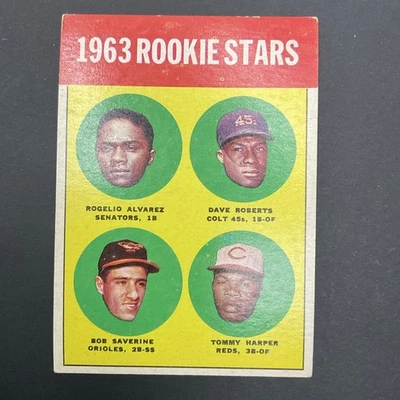 1963 ROOKIE STARS
ROGELIO ALVAREZ
SENATORS, 1B
45s
DAVE ROBERTS
COLT 45s, 1B-OF
BOB SAVERINE
ORIOLES, 2B-SS
C
TOMMY HARPER
REDS, 3B-OF